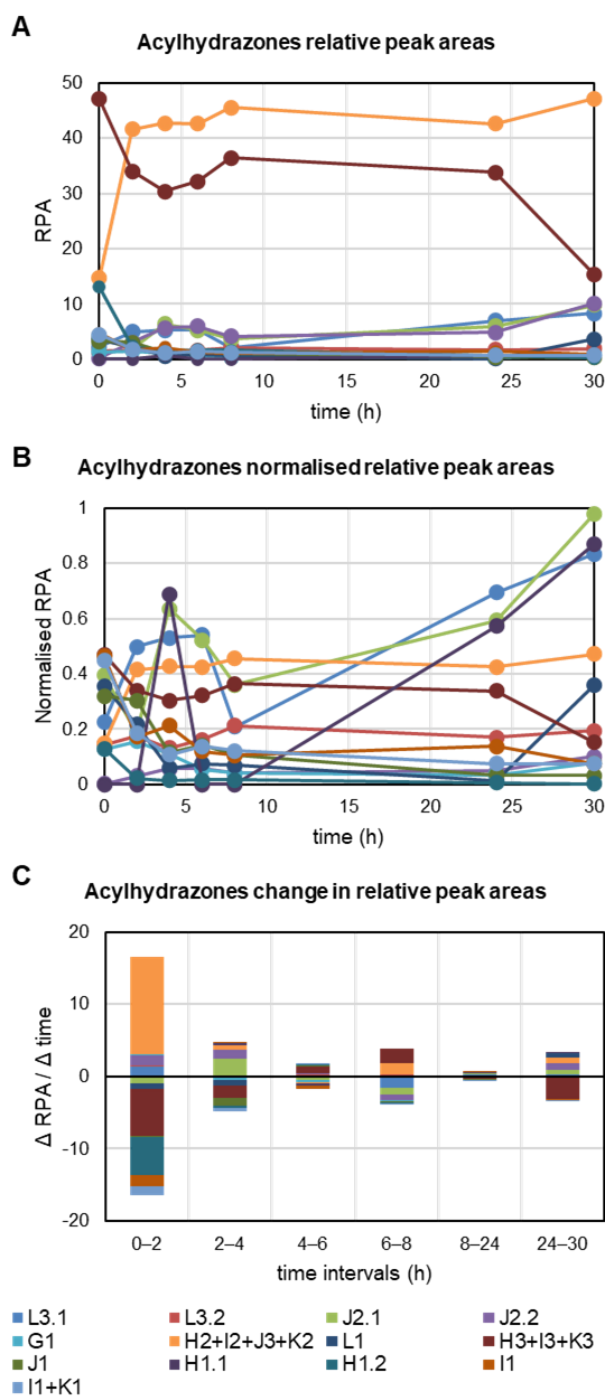 A
Acylhydrazones relative peak areas
50
40
30
20
10
0
RPA
0 5 10 15 20 25 30
time (h)
B
Acylhydrazones normalised relative peak areas
1
0.8
0.6
0.4
0.2
0
Normalised RPA
0 5 10 15 20 25 30
time (h)
C
Acylhydrazones change in relative peak areas
20
10
0
-10
-20
Δ RPA / Δ time
0–2 2–4 4–6 6–8 8–24 24–30
time intervals (h)
L3.1 L3.2 J2.1 J2.2
G1 H2+I2+J3+K2 L1 H3+I3+K3
J1 H1.1 H1.2 I1
I1+K1